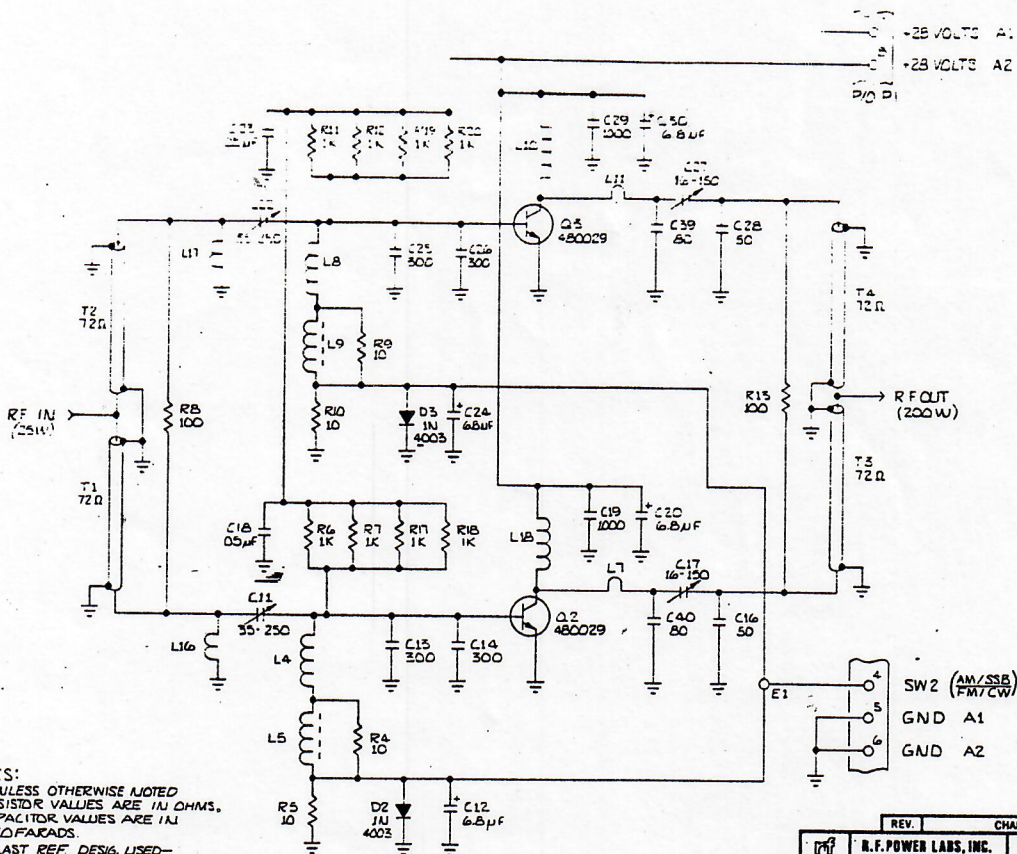 +28 VOLTS A1
+28 VOLTS A2
P/O P1
R11 1K
R12 1K
R19 1K
R20 1K
C29 1000
C30 6.8µF
L10
L11
16-150
Q3
480029
C39 80
C28 50
L17
L8
C25 300
C26 300
T2
72Ω
T4
72Ω
L9
R9 10
RF IN
(25W)
R8 100
R10 10
D3
1N
4003
C24
6.8µF
R13 100
RF OUT
(200W)
T1
72Ω
T3
72Ω
C18
05µF
R6 1K
R7 1K
R17 1K
R18 1K
L18
C19 1000
C20 6.8µF
L7
C17
16-150
C11
35-250
Q2
480029
L16
L4
C13 300
C14 300
C40 80
C16 50
E1
4 SW2 (AM/SSB FM/CW)
5 GND A1
6 GND A2
L5
R4 10
R5 10
D2
1N
4003
C12
6.8µF
ES:
UNLESS OTHERWISE NOTED
SISTOR VALUES ARE IN OHMS.
PACITOR VALUES ARE IN
COFARADS.
LAST REF. DESIG. USED—
REV. CHA
R.F. POWER LABS, INC.